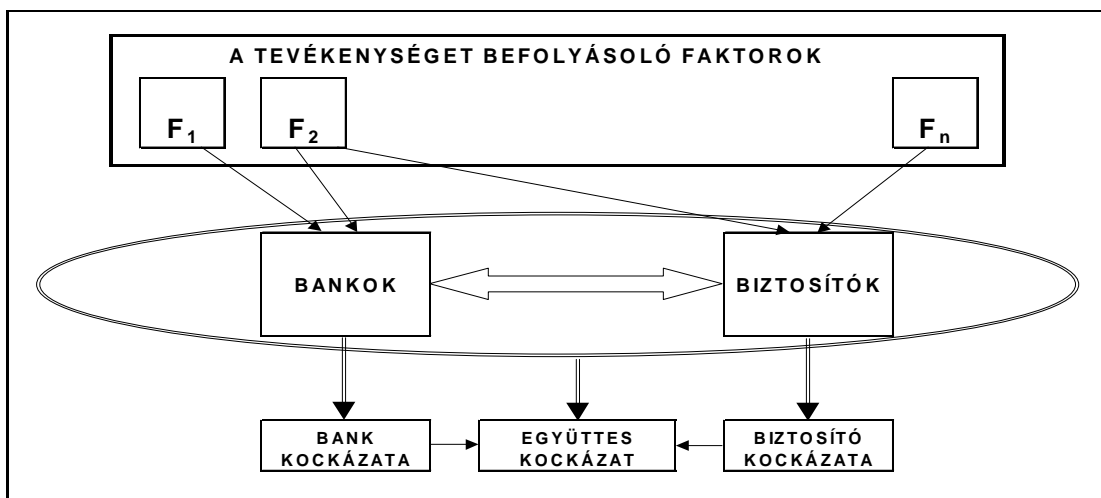 A TEVÉKENYSÉGET BEFOLYÁSOLÓ FAKTOROK
F1 F2 Fn
BANKOK BIZTOSÍTÓK
BANK
KOCKÁZATA
EGYÜTTES
KOCKÁZAT
BIZTOSÍTÓ
KOCKÁZATA